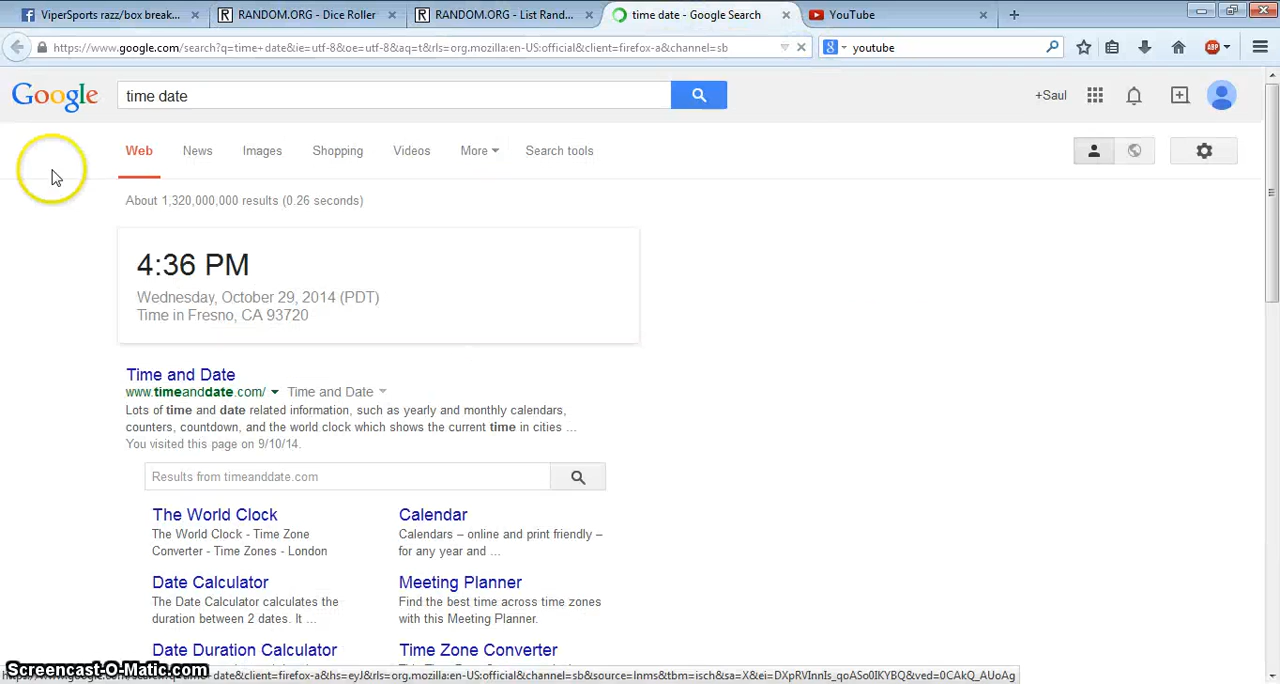 ViperSports razz/box break...
RANDOM.ORG - Dice Roller
RANDOM.ORG - List Rand...
time date - Google Search
YouTube
https://www.google.com/search?q=time+date&ie=utf-8&oe=utf-8&aq=t&rls=org.mozilla:en-US:official&client=firefox-a&channel=sb
youtube
ABP
Google
time date
+Saul
Web
News
Images
Shopping
Videos
More
Search tools
About 1,320,000,000 results (0.26 seconds)
4:36 PM
Wednesday, October 29, 2014 (PDT)
Time in Fresno, CA 93720
Time and Date
www.timeanddate.com/ Time and Date
Lots of time and date related information, such as yearly and monthly calendars,
counters, countdown, and the world clock which shows the current time in cities ...
You visited this page on 9/10/14.
Results from timeanddate.com
The World Clock
The World Clock - Time Zone
Converter - Time Zones - London
Calendar
Calendars – online and print friendly –
for any year and ...
Date Calculator
The Date Calculator calculates the
duration between 2 dates. It ...
Meeting Planner
Find the best time across time zones
with this Meeting Planner.
Date Duration Calculator
Time Zone Converter
Screencast-O-Matic.com